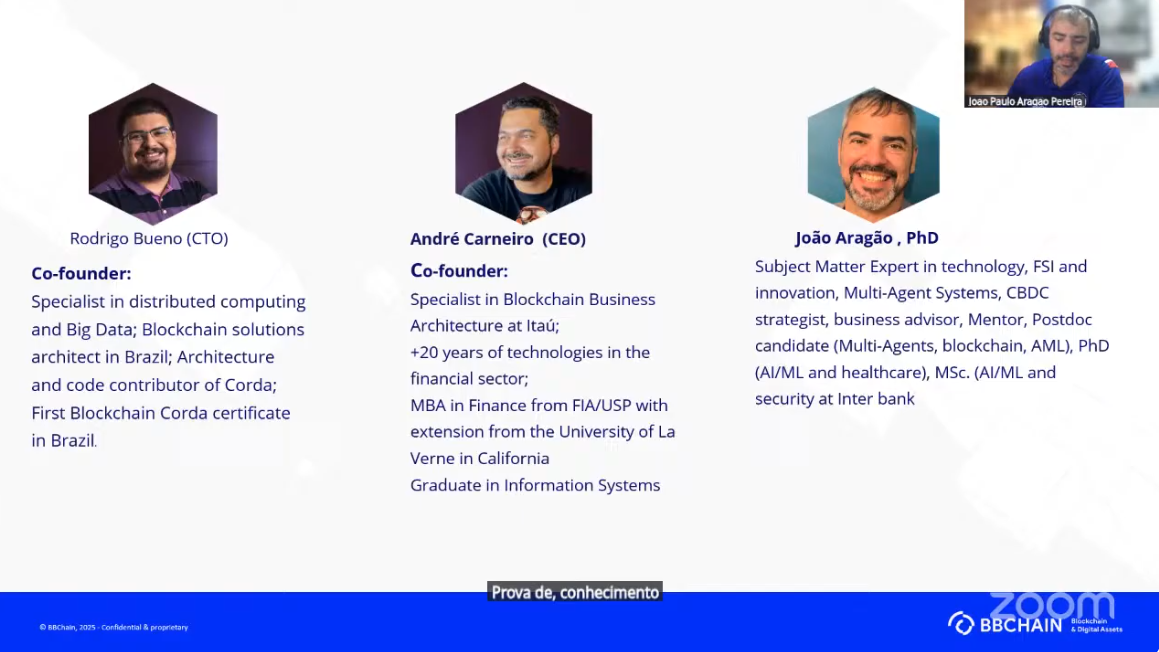 Joao Paulo Aragao Pereira
Rodrigo Bueno (CTO)
Co-founder:
Specialist in distributed computing
and Big Data; Blockchain solutions
architect in Brazil; Architecture
and code contributor of Corda;
First Blockchain Corda certificate
in Brazil.
André Carneiro (CEO)
Co-founder:
Specialist in Blockchain Business
Architecture at Itaú;
+20 years of technologies in the
financial sector;
MBA in Finance from FIA/USP with
extension from the University of La
Verne in California
Graduate in Information Systems
João Aragão , PhD
Subject Matter Expert in technology, FSI and
innovation, Multi-Agent Systems, CBDC
strategist, business advisor, Mentor, Postdoc
candidate (Multi-Agents, blockchain, AML), PhD
(AI/ML and healthcare), MSc. (AI/ML and
security at Inter bank
Prova de, conhecimento
© BBChain, 2025 - Confidential & proprietary
zoom
BBCHAIN
Blockchain
& Digital Assets